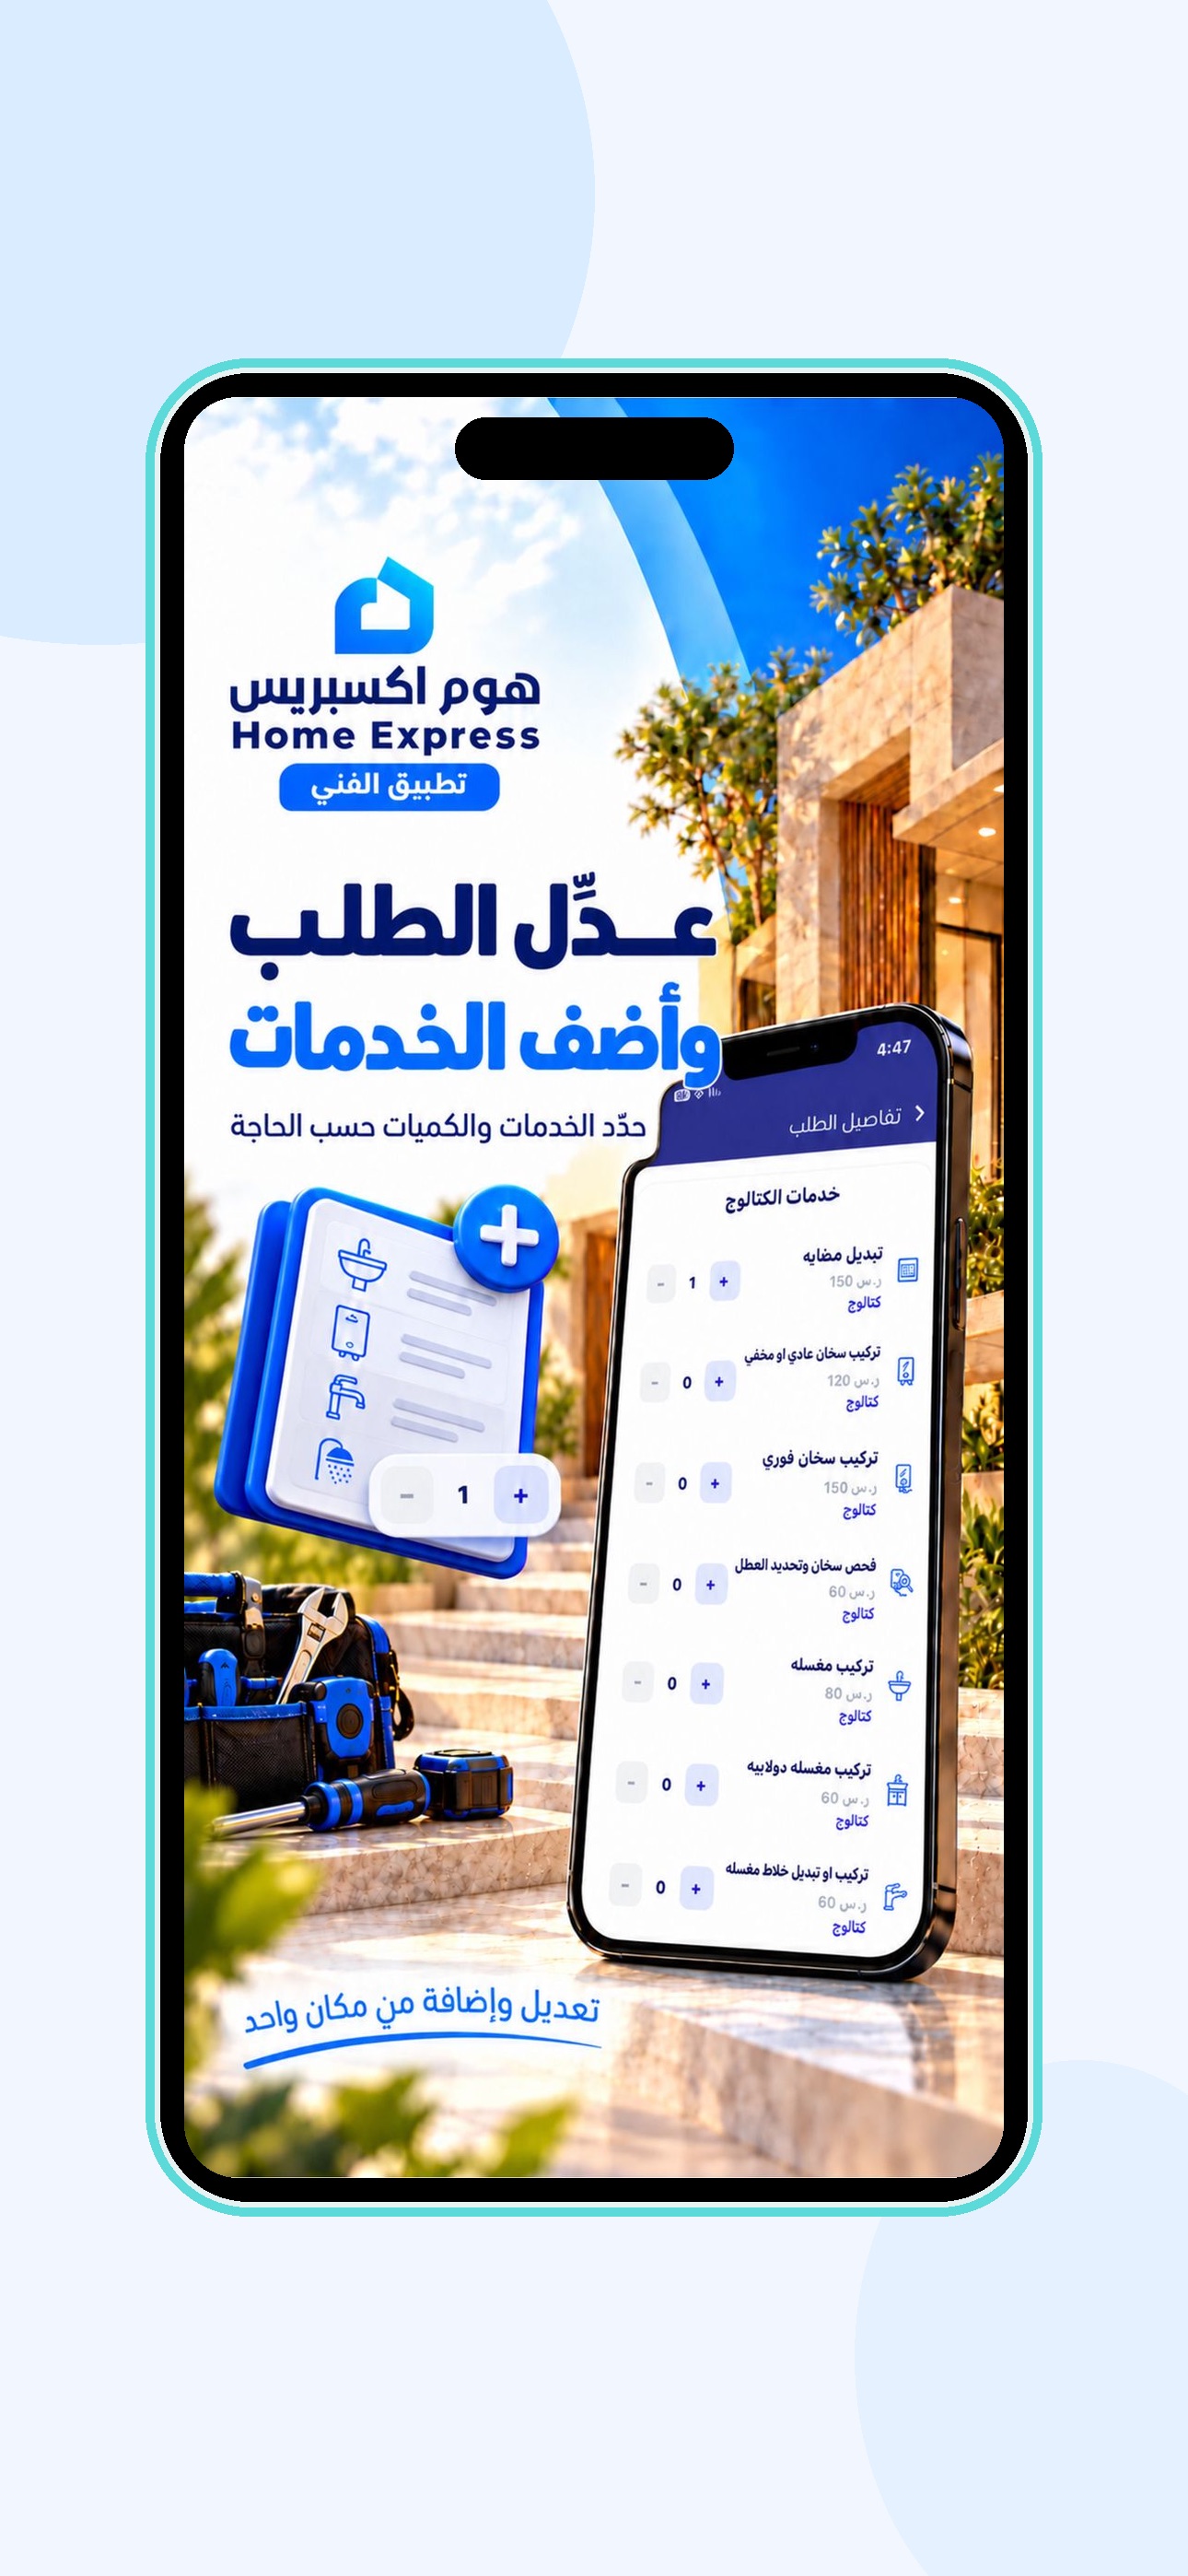 هوم اكسبريس
Home Express
تطبيق الفني
عـدِّل الطلب
وأضف الخدمات
حدّد الخدمات والكميات حسب الحاجة
4:47
تفاصيل الطلب
خدمات الكتالوج
تبديل مضايه
ر.س 150
كتالوج
- 1 +
تركيب سخان عادي او مخفي
ر.س 120
كتالوج
- 0 +
تركيب سخان فوري
ر.س 150
كتالوج
- 0 +
فحص سخان وتحديد العطل
ر.س 60
كتالوج
- 0 +
تركيب مغسله
ر.س 80
كتالوج
- 0 +
تركيب مغسله دولابيه
ر.س 60
كتالوج
- 0 +
تركيب او تبديل خلاط مغسله
ر.س 60
كتالوج
- 0 +
- 1 +
تعديل وإضافة من مكان واحد